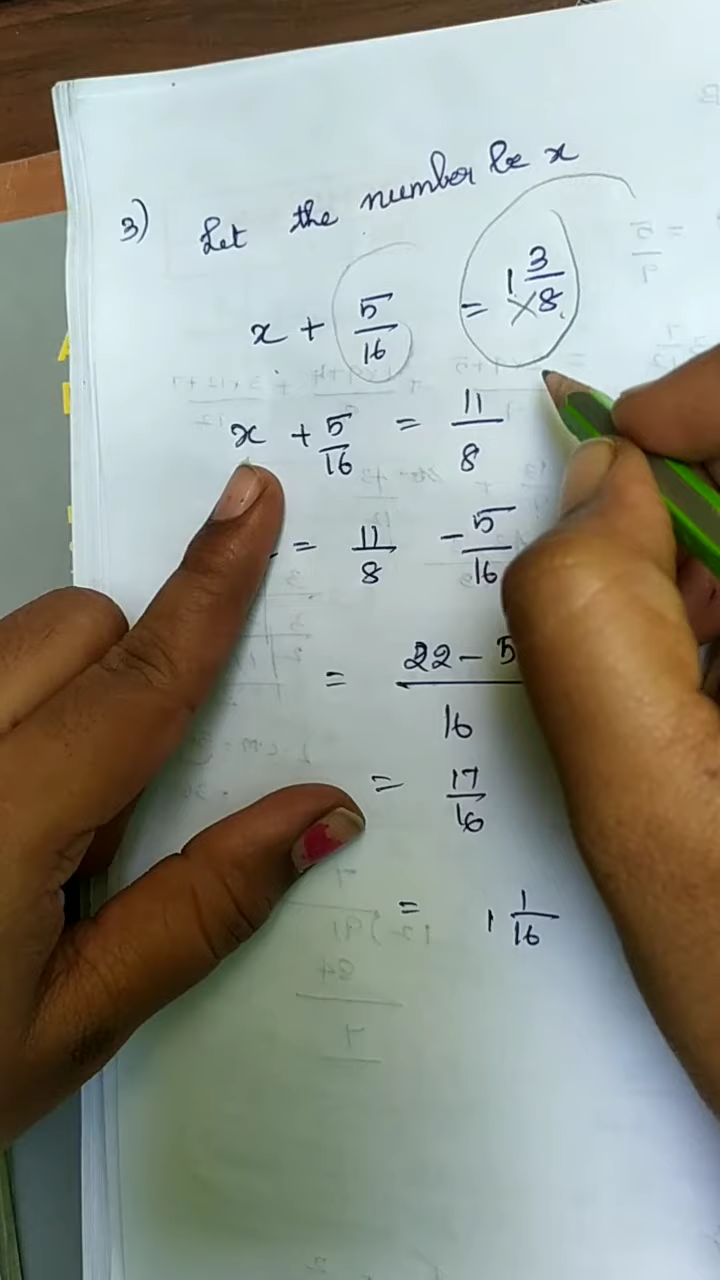 3) Let the number be x
x + 5/16 = 1 3/8
x + 5/16 = 11/8
= 11/8 - 5/16
= 22 - 5/16
= 17/16
= 1 1/16